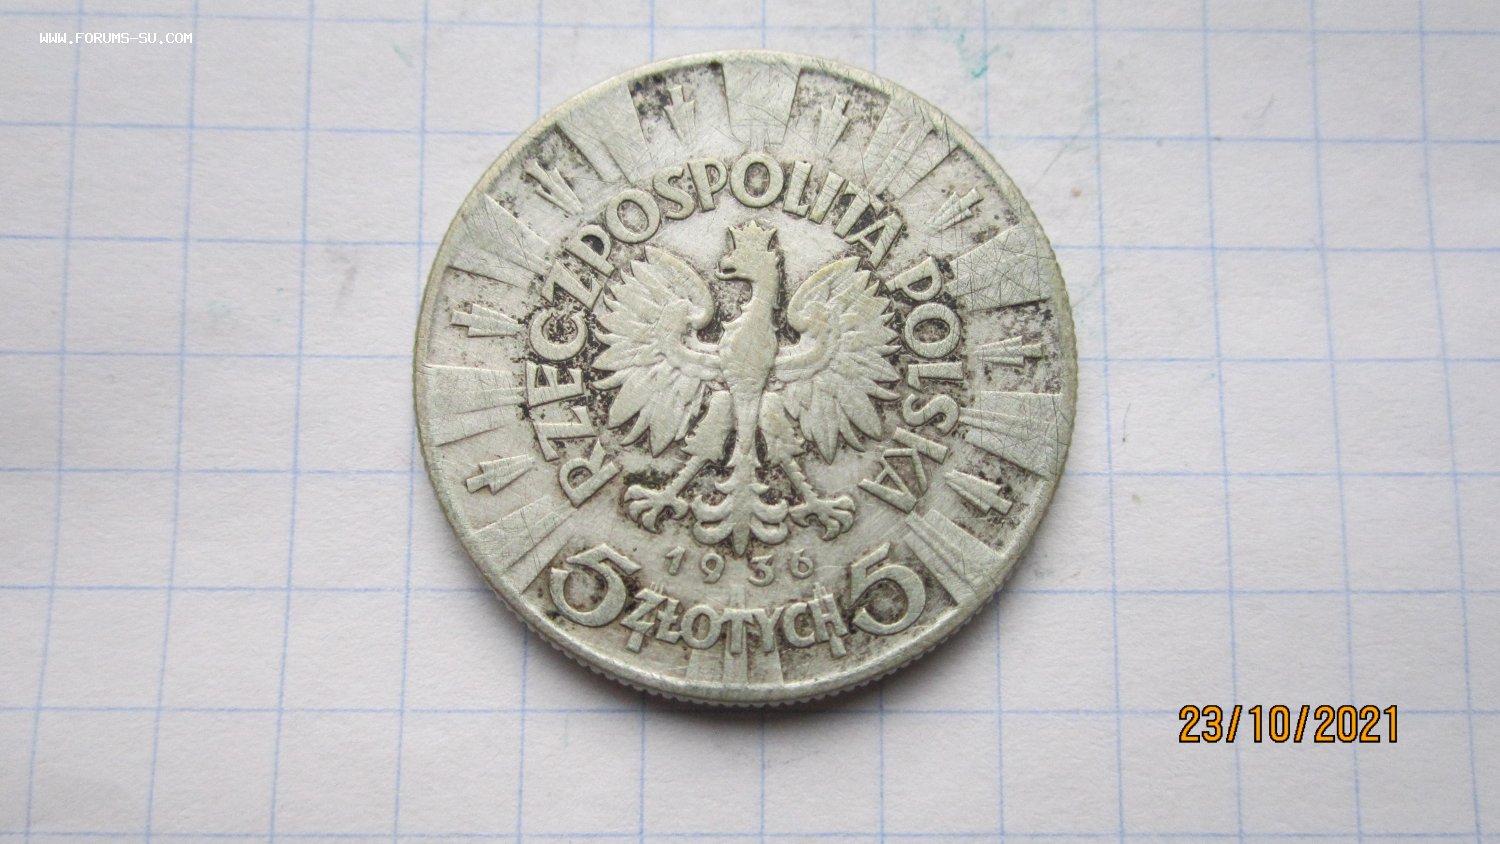 WWW.FORUMS-SU.COM
RZECZPOSPOLITA POLSKA
1936
5 ZŁOTYCH 5
23/10/2021